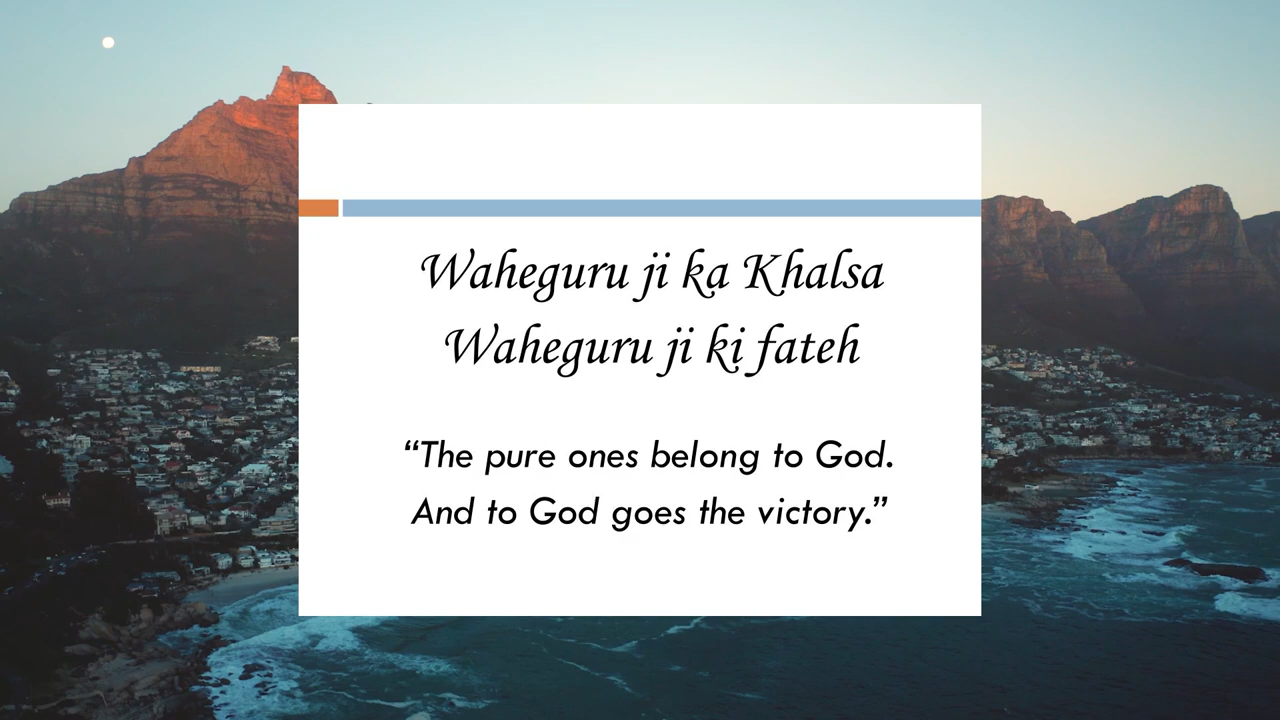 Waheguru ji ka Khalsa
Waheguru ji ki fateh
“The pure ones belong to God.
And to God goes the victory.”